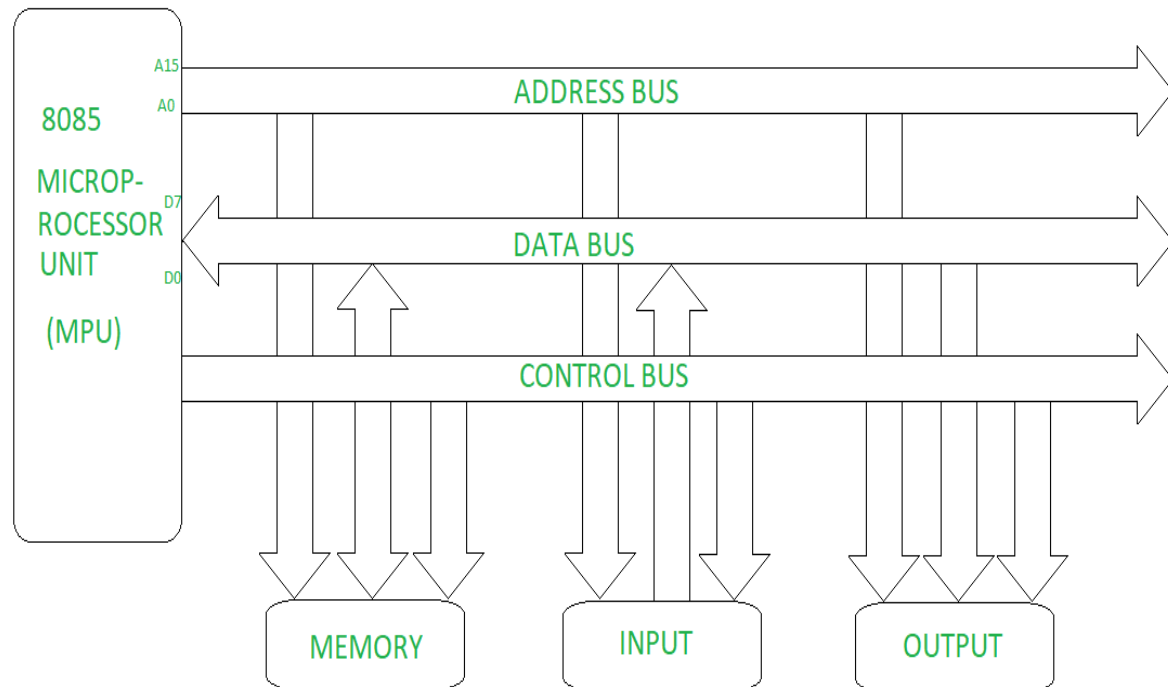 A15
ADDRESS BUS
A0
8085
MICROP-
ROCESSOR
UNIT
(MPU)
D7
DATA BUS
D0
CONTROL BUS
MEMORY
INPUT
OUTPUT